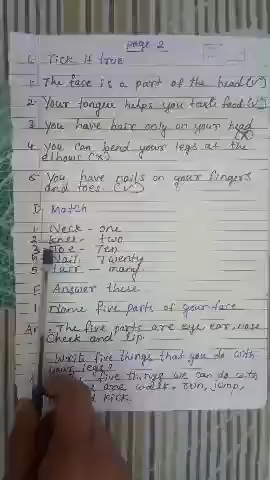 page 2
C. Tick if true
1. The face is a part of the head (✓)
2. Your tongue helps you taste food (✓)
3 You have hair only on your head
(x)
4 you can bend your legs at the
elbows (x)
5 You have nails on your fingers
and toes. (✓)
D. Match
1. Neck - one
2 knee - two
3 Toe - Ten
4 Nail - Twenty
5 hair — many
E Answer these
1 Name five parts of your face
An. The five parts are eye ear, nose
Cheek and lip.
Write five things that you do with
your legs?
five things we can do with
are walk, run, jump,
kick.